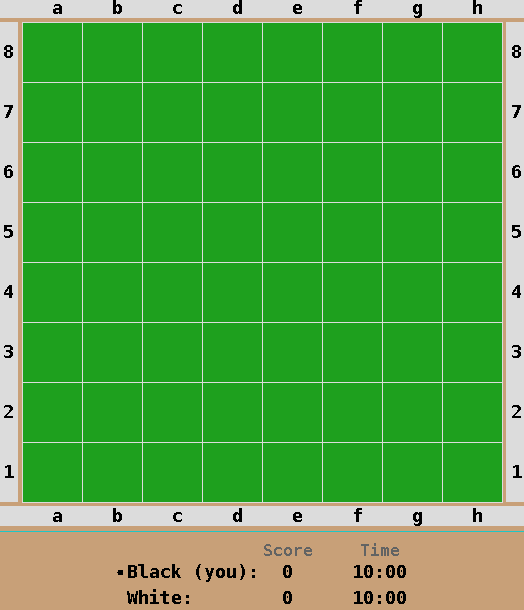 a b c d e f g h
8 8
7 7
6 6
5 5
4 4
3 3
2 2
1 1
a b c d e f g h
Score Time
▪Black (you): 0 10:00
White: 0 10:00